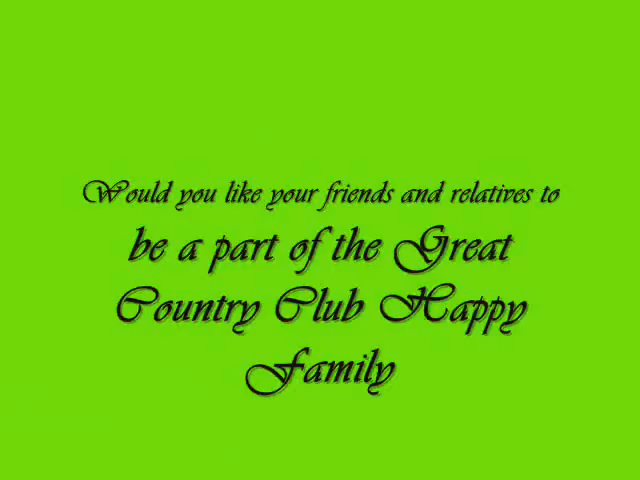 Would you like your friends and relatives to
be a part of the Great
Country Club Happy
Family